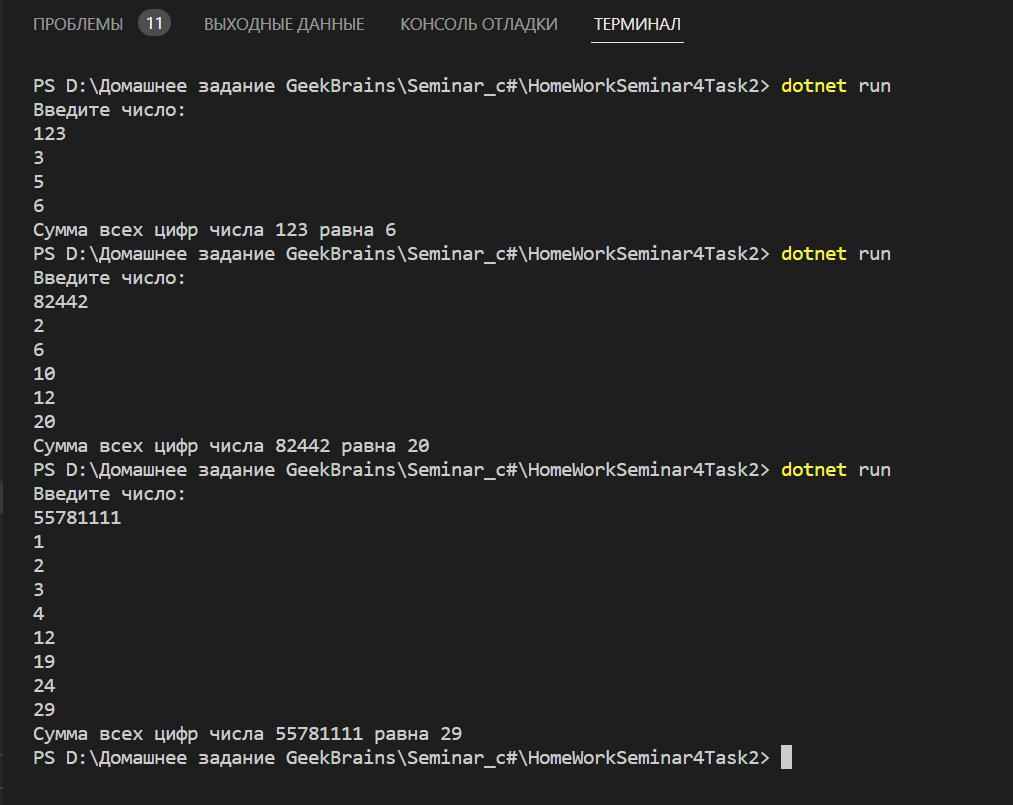 ПРОБЛЕМЫ 11 ВЫХОДНЫЕ ДАННЫЕ КОНСОЛЬ ОТЛАДКИ ТЕРМИНАЛ
PS D:\Домашнее задание GeekBrains\Seminar_c#\HomeWorkSeminar4Task2> dotnet run
Введите число:
123
3
5
6
Сумма всех цифр числа 123 равна 6
PS D:\Домашнее задание GeekBrains\Seminar_c#\HomeWorkSeminar4Task2> dotnet run
Введите число:
82442
2
6
10
12
20
Сумма всех цифр числа 82442 равна 20
PS D:\Домашнее задание GeekBrains\Seminar_c#\HomeWorkSeminar4Task2> dotnet run
Введите число:
55781111
1
2
3
4
12
19
24
29
Сумма всех цифр числа 55781111 равна 29
PS D:\Домашнее задание GeekBrains\Seminar_c#\HomeWorkSeminar4Task2>